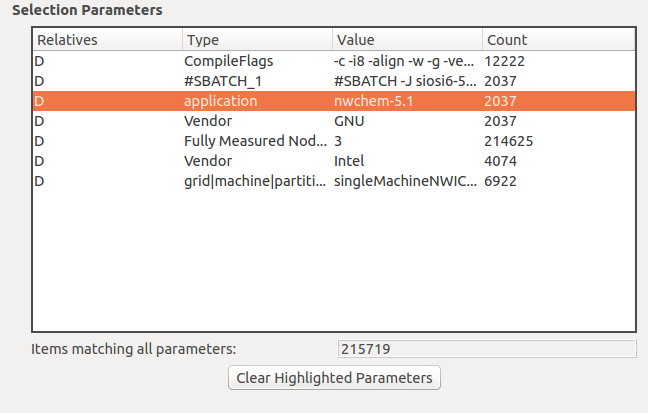 Selection Parameters
Relatives Type Value Count
D CompileFlags -c -i8 -align -w -g -ve... 12222
D #SBATCH_1 #SBATCH -J siosi6-5... 2037
D application nwchem-5.1 2037
D Vendor GNU 2037
D Fully Measured Nod... 3 214625
D Vendor Intel 4074
D grid|machine|partiti... singleMachineNWIC... 6922
Items matching all parameters: 215719
Clear Highlighted Parameters